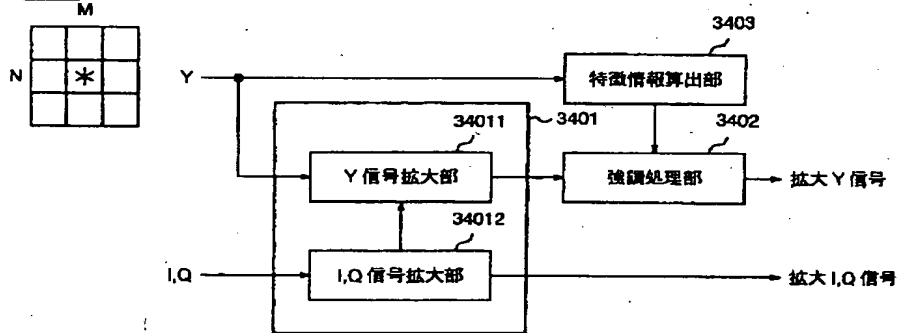 M
N
*
Y
3403
特徴情報算出部
3401
3402
34011
Y信号拡大部
強調処理部
拡大Y信号
34012
I,Q
I,Q信号拡大部
拡大I,Q信号